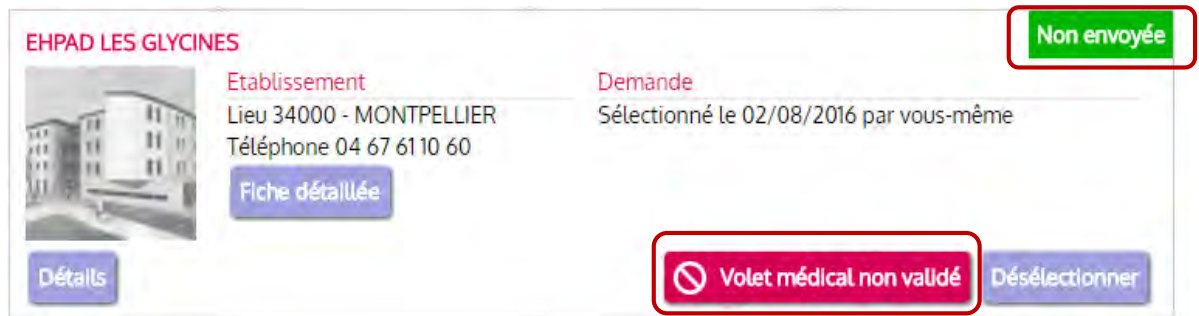 EHPAD LES GLYCINES
Non envoyée
Etablissement
Lieu 34000 - MONTPELLIER
Téléphone 04 67 61 10 60
Fiche détaillée
Demande
Sélectionné le 02/08/2016 par vous-même
Détails
Volet médical non validé
Désélectionner